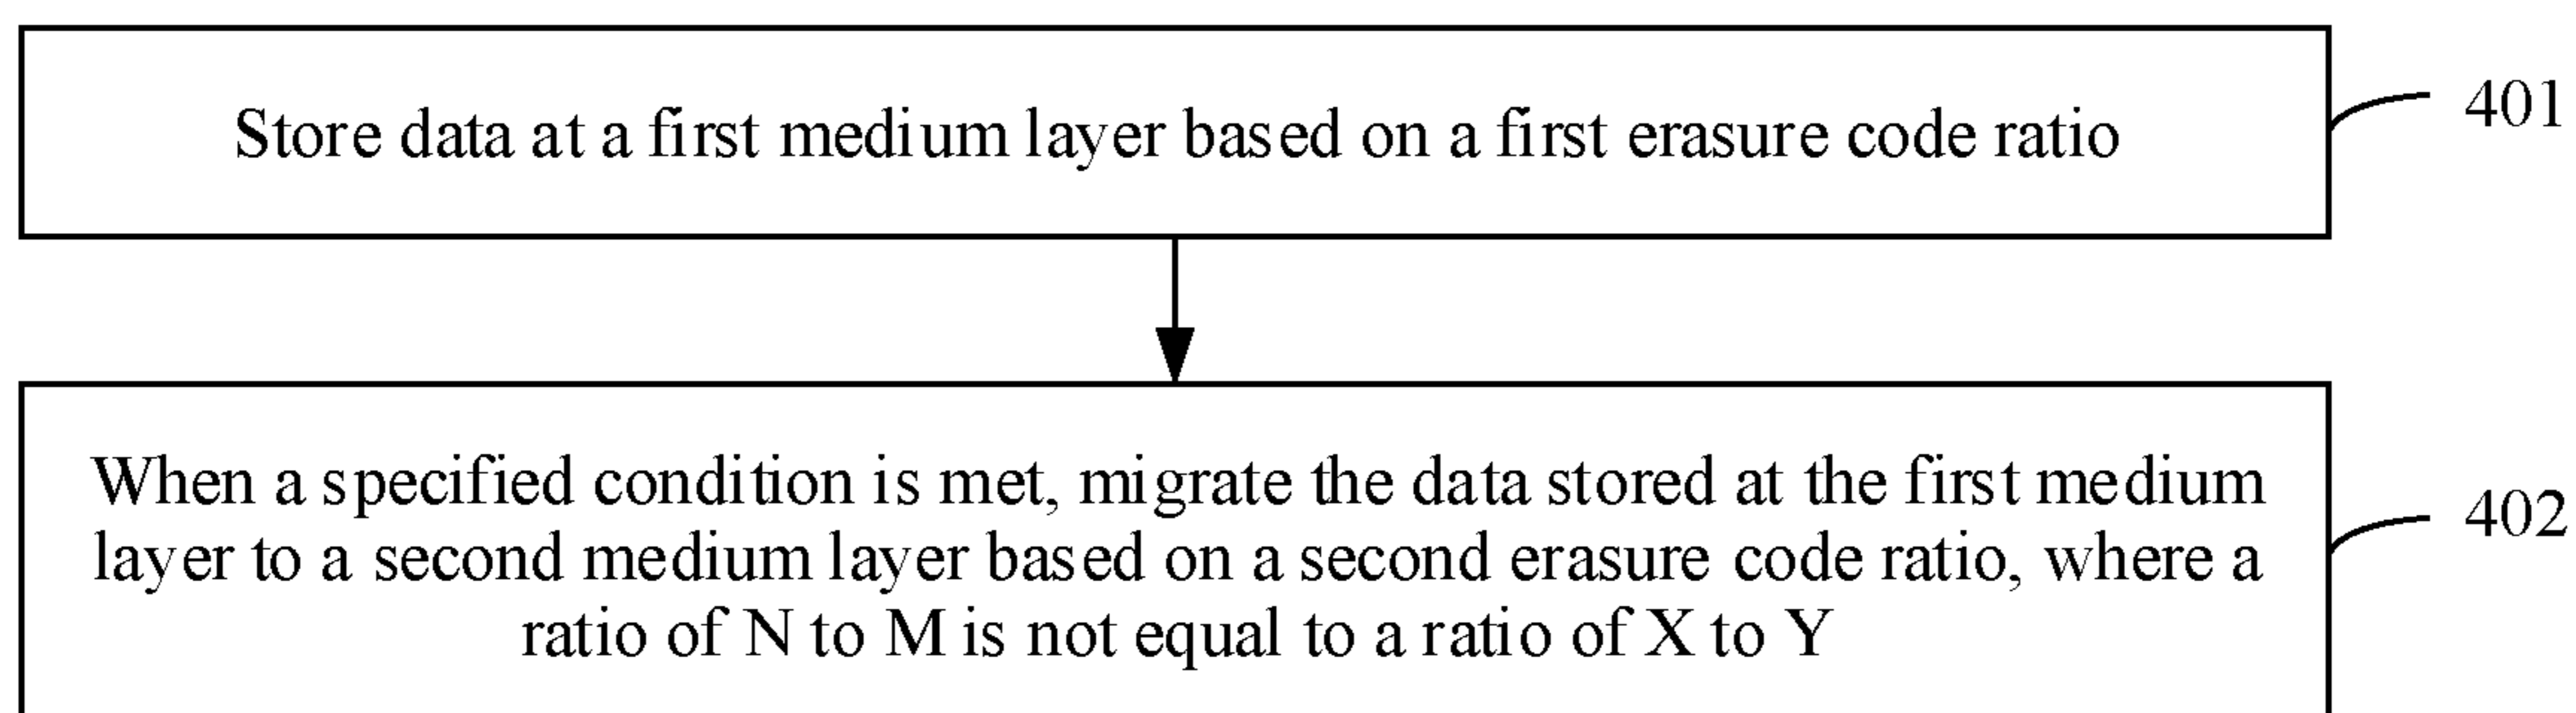 Store data at a first medium layer based on a first erasure code ratio
401
When a specified condition is met, migrate the data stored at the first medium
layer to a second medium layer based on a second erasure code ratio, where a
ratio of N to M is not equal to a ratio of X to Y
402